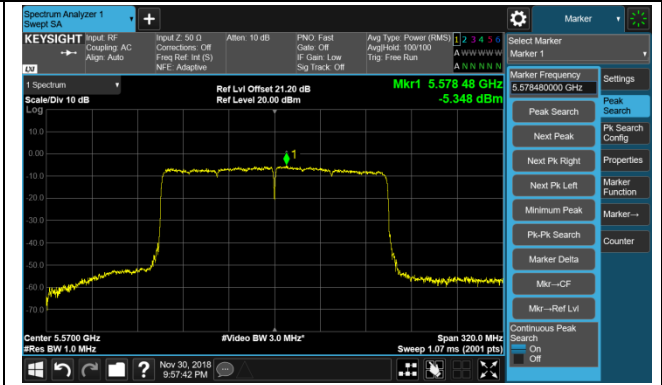 Spectrum Analyzer 1
Swept SA
Marker
KEYSIGHT
Input: RF
Coupling: AC
Align: Auto
Input Z: 50 Ω
Corrections: Off
Freq Ref: Int (S)
NFE: Adaptive
Atten: 10 dB
PNO: Fast
Gate: Off
IF Gain: Low
Sig Track: Off
Avg Type: Power (RMS)
Avg|Hold: 100/100
Trig: Free Run
1 2 3 4 5 6
A W W W W W
A N N N N N
LXI
Select Marker
Marker 1
1 Spectrum
Scale/Div 10 dB
Log
Ref Lvl Offset 21.20 dB
Ref Level 20.00 dBm
Mkr1 5.578 48 GHz
-5.348 dBm
10.0
0.00
-10.0
-20.0
-30.0
-40.0
-50.0
-60.0
-70.0
1
Center 5.5700 GHz
#Res BW 1.0 MHz
#Video BW 3.0 MHz*
Span 320.0 MHz
Sweep 1.07 ms (2001 pts)
Marker Frequency
5.578480000 GHz
Peak Search
Next Peak
Next Pk Right
Next Pk Left
Minimum Peak
Pk-Pk Search
Marker Delta
Mkr→CF
Mkr→Ref Lvl
Continuous Peak
Search
On
Off
Settings
Peak
Search
Pk Search
Config
Properties
Marker
Function
Marker→
Counter
?
Nov 30, 2018
9:57:42 PM